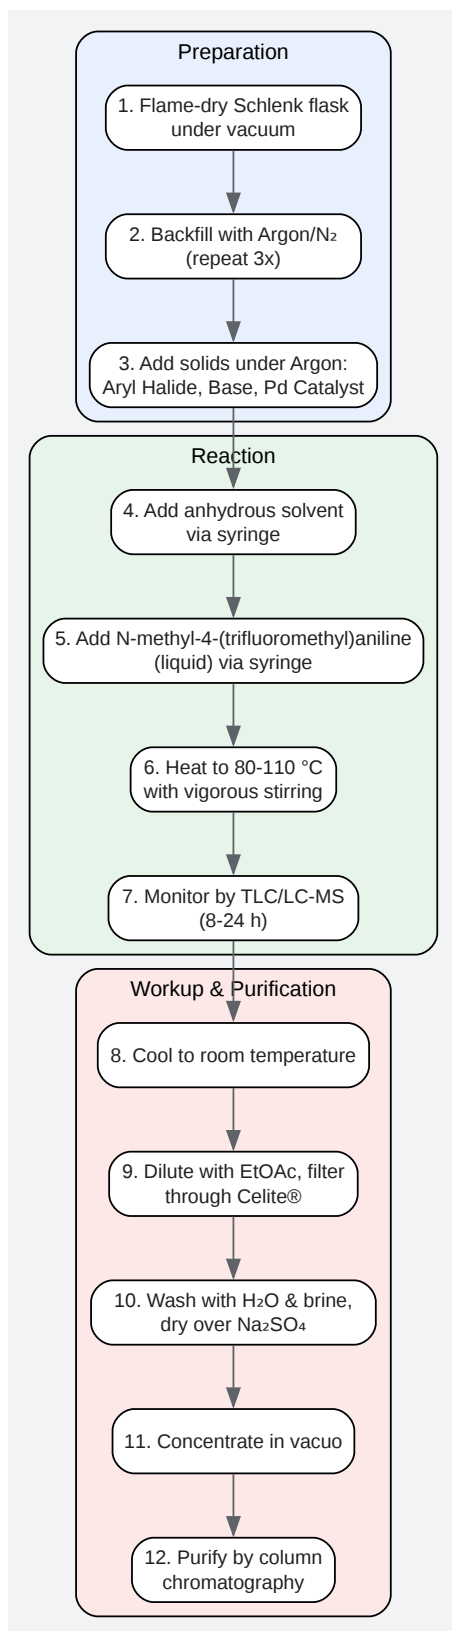 Preparation
1. Flame-dry Schlenk flask
under vacuum
2. Backfill with Argon/N₂
(repeat 3x)
3. Add solids under Argon:
Aryl Halide, Base, Pd Catalyst
Reaction
4. Add anhydrous solvent
via syringe
5. Add N-methyl-4-(trifluoromethyl)aniline
(liquid) via syringe
6. Heat to 80-110 °C
with vigorous stirring
7. Monitor by TLC/LC-MS
(8-24 h)
Workup & Purification
8. Cool to room temperature
9. Dilute with EtOAc, filter
through Celite®
10. Wash with H₂O & brine,
dry over Na₂SO₄
11. Concentrate in vacuo
12. Purify by column
chromatography